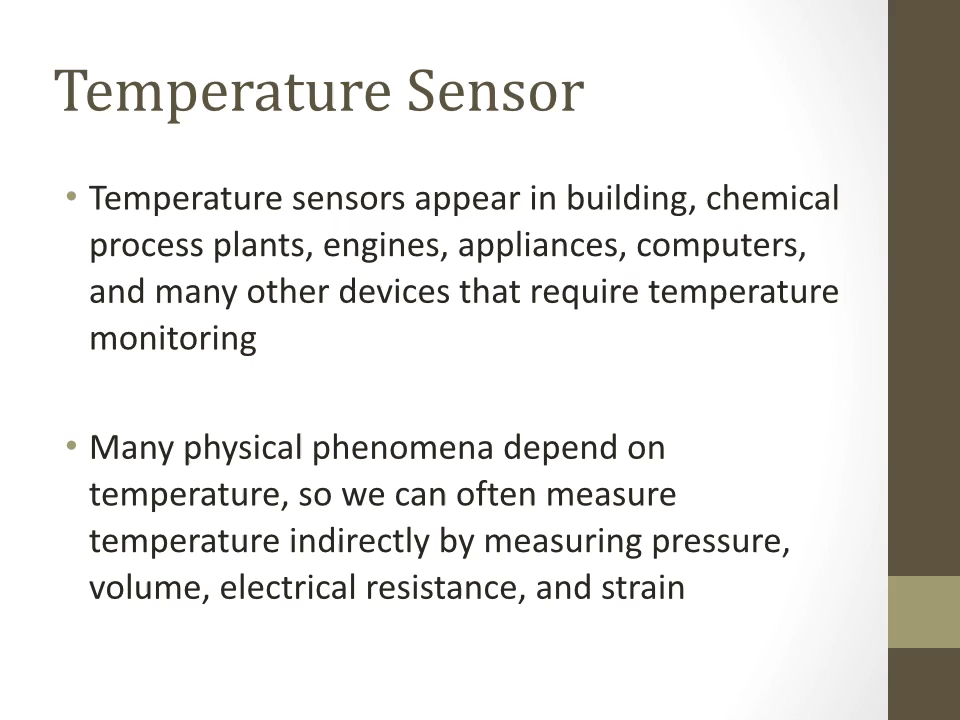 Temperature Sensor
• Temperature sensors appear in building, chemical
process plants, engines, appliances, computers,
and many other devices that require temperature
monitoring
• Many physical phenomena depend on
temperature, so we can often measure
temperature indirectly by measuring pressure,
volume, electrical resistance, and strain